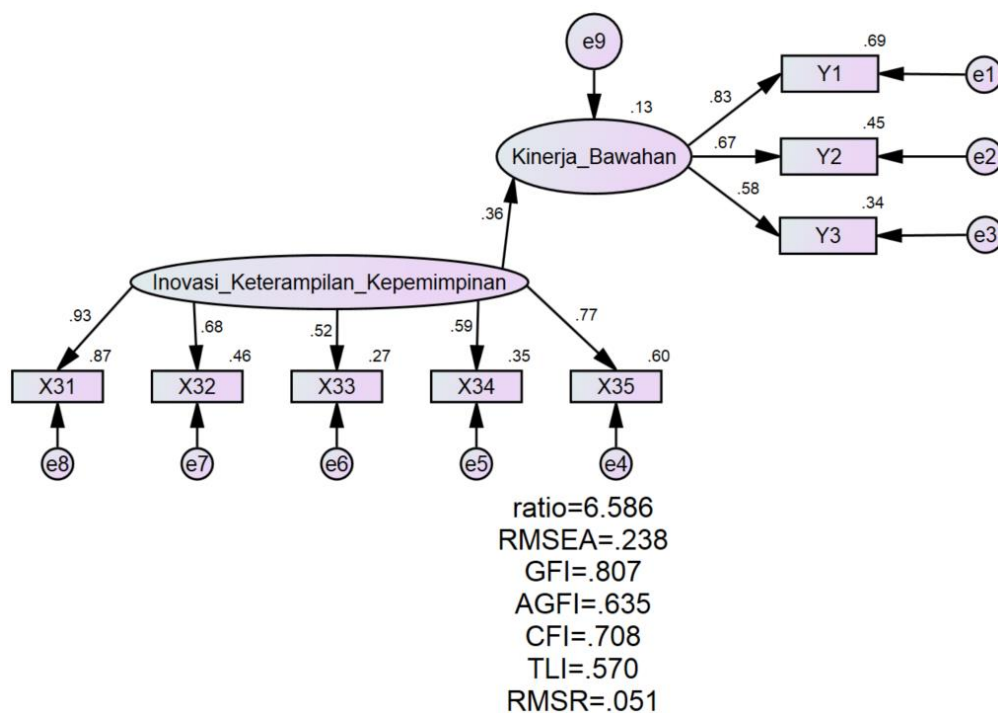 e9
.69
Y1
e1
.13
.83
Kinerja_Bawahan
.67
.45
Y2
e2
.58
.34
Y3
e3
.36
Inovasi_Keterampilan_Kepemimpinan
.93
.68
.52
.59
.77
.87
.46
.27
.35
.60
X31
X32
X33
X34
X35
e8
e7
e6
e5
e4
ratio=6.586
RMSEA=.238
GFI=.807
AGFI=.635
CFI=.708
TLI=.570
RMSR=.051